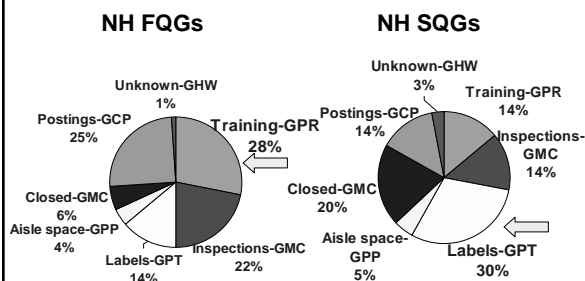 NH FQGs
Unknown-GHW
1%
Postings-GCP
25%
Training-GPR
28%
Closed-GMC
6%
Aisle space-GPP
4%
Labels-GPT
14%
Inspections-GMC
22%
NH SQGs
Unknown-GHW
3%
Training-GPR
14%
Postings-GCP
14%
Inspections-
GMC
14%
Closed-GMC
20%
Aisle space-
GPP
5%
Labels-GPT
30%